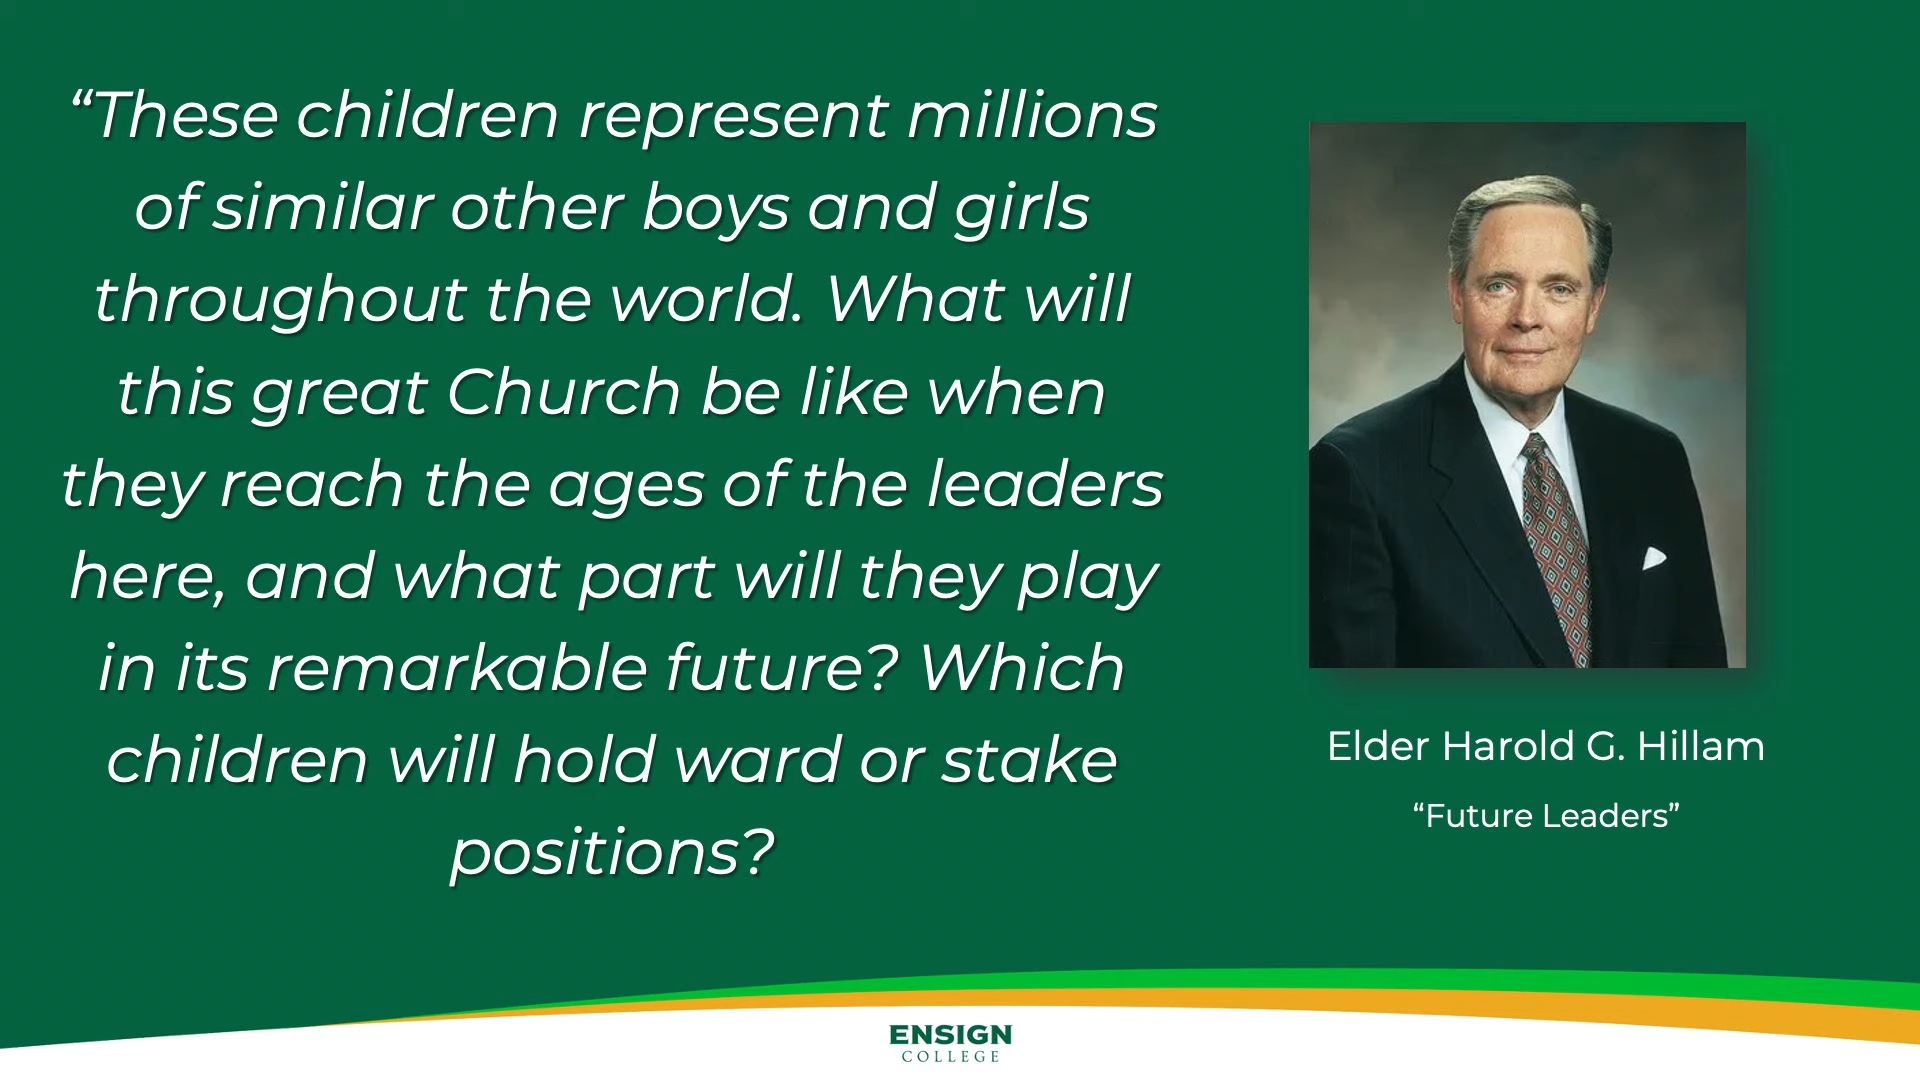 “These children represent millions
of similar other boys and girls
throughout the world. What will
this great Church be like when
they reach the ages of the leaders
here, and what part will they play
in its remarkable future? Which
children will hold ward or stake
positions?
Elder Harold G. Hillam
“Future Leaders”
ENSIGN
COLLEGE